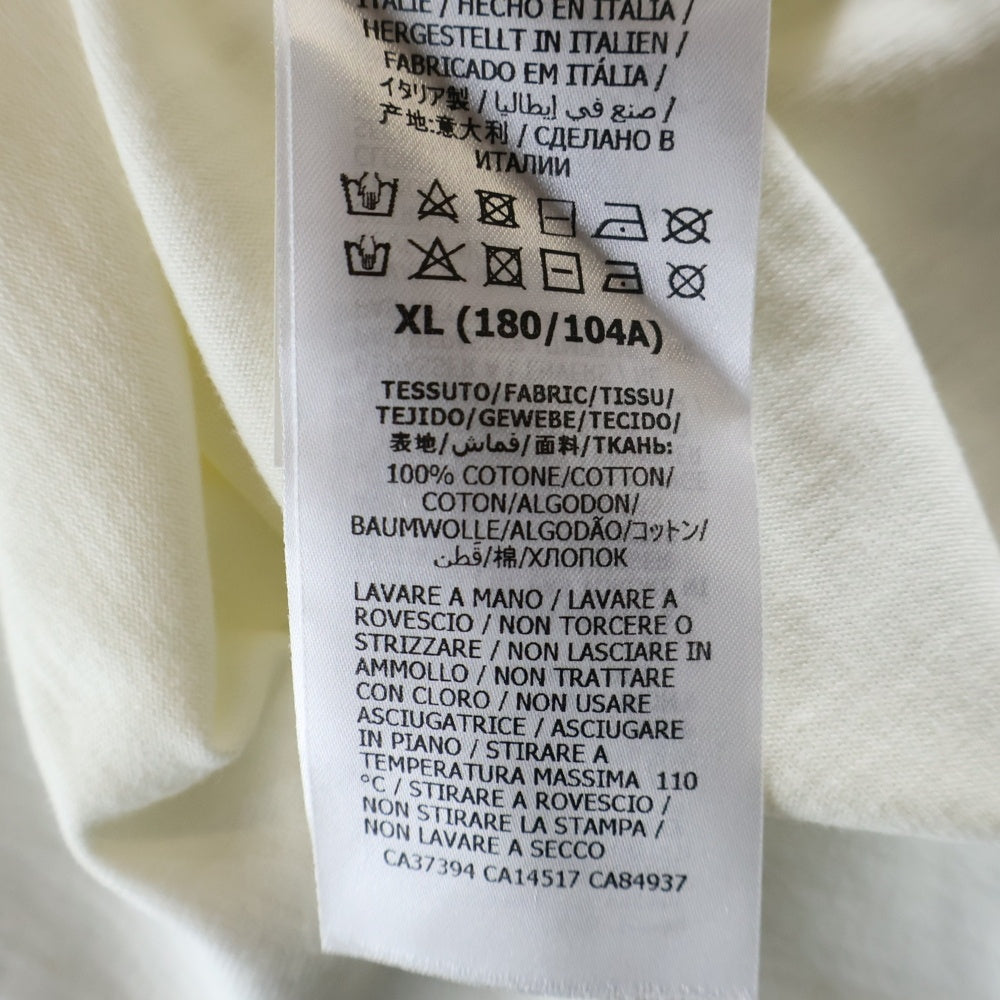 ITALIE / HECHO EN ITALIA /
HERGESTELLT IN ITALIEN /
FABRICADO EM ITÁLIA /
イタリア製 / صنع في إيطاليا /
产地:意大利 / СДЕЛАНО В
ИТАЛИИ
XL (180/104A)
TESSUTO/FABRIC/TISSU/
TEJIDO/GEWEBE/TECIDO/
表地/قماش/面料/ТКАНЬ:
100% COTONE/COTTON/
COTON/ALGODON/
BAUMWOLLE/ALGODÃO/コットン/
قطن/棉/ХЛОПОК
LAVARE A MANO / LAVARE A
ROVESCIO / NON TORCERE O
STRIZZARE / NON LASCIARE IN
AMMOLLO / NON TRATTARE
CON CLORO / NON USARE
ASCIUGATRICE / ASCIUGARE
IN PIANO / STIRARE A
TEMPERATURA MASSIMA 110
°C / STIRARE A ROVESCIO /
NON STIRARE LA STAMPA /
NON LAVARE A SECCO
CA37394 CA14517 CA84937